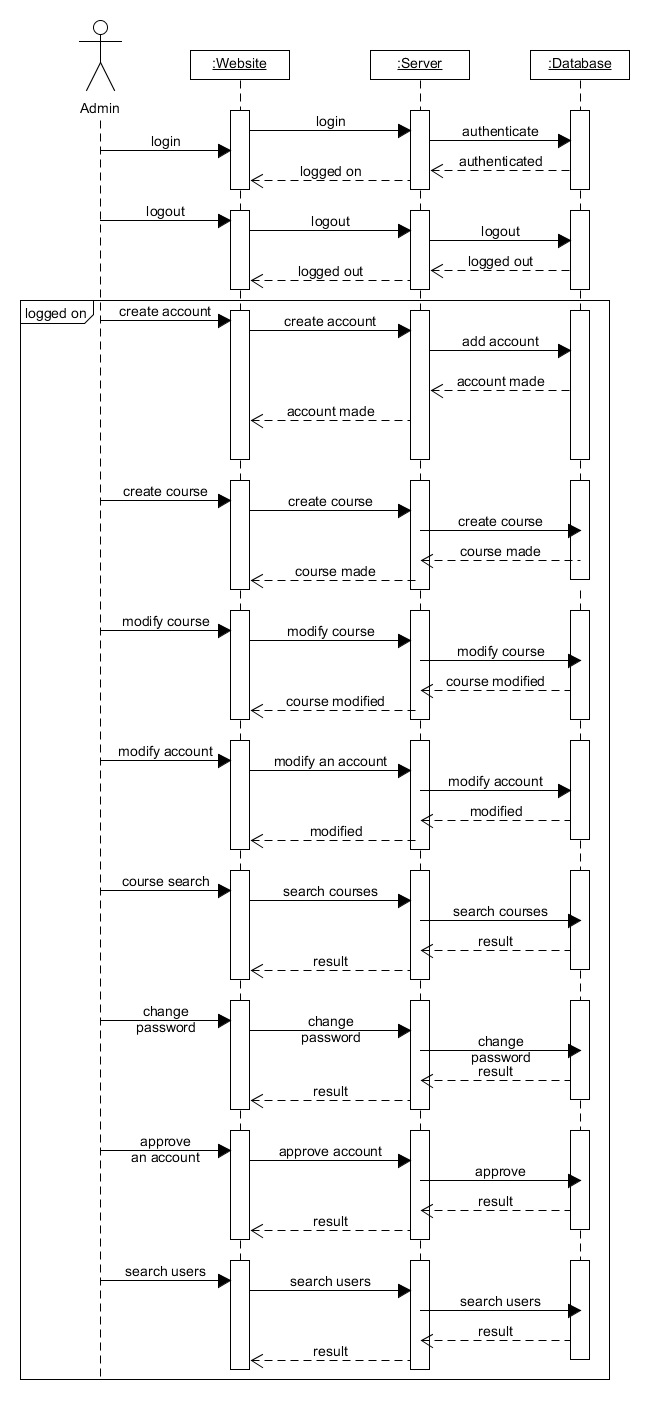 :Website
:Server
:Database
Admin
login
authenticate
login
authenticated
logged on
logout
logout
logout
logged out
logged out
logged on
create account
create account
add account
account made
account made
create course
create course
create course
course made
course made
modify course
modify course
modify course
course modified
course modified
modify account
modify an account
modify account
modified
modified
course search
search courses
search courses
result
result
change
password
change
password
change
password
result
result
approve
an account
approve account
approve
result
result
search users
search users
search users
result
result